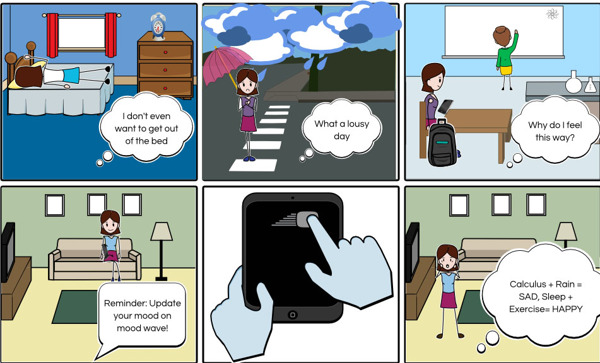 I don't even
want to get out
of the bed
What a lousy
day
Why do I feel
this way?
Reminder: Update
your mood on
mood wave!
Calculus + Rain =
SAD, Sleep +
Exercise= HAPPY